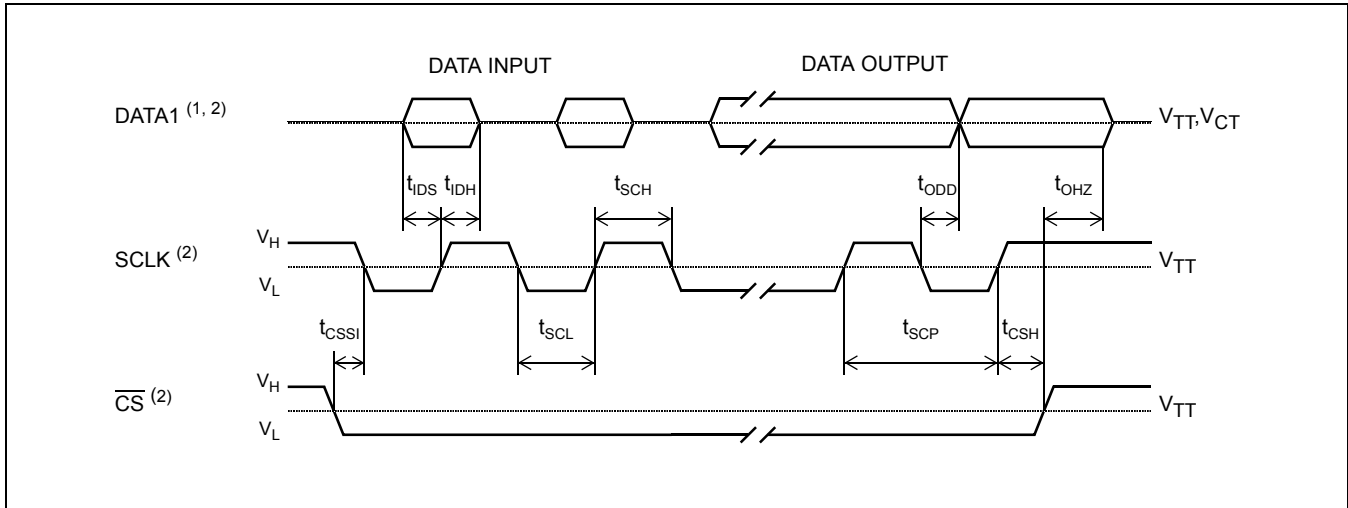 DATA INPUT DATA OUTPUT
DATA1 (1, 2) VTT,VCT
tIDS tIDH tSCH tODD tOHZ
VH
SCLK (2) VTT
VL
tCSSI tSCL tSCP tCSH
VH
CS (2) VTT
VL